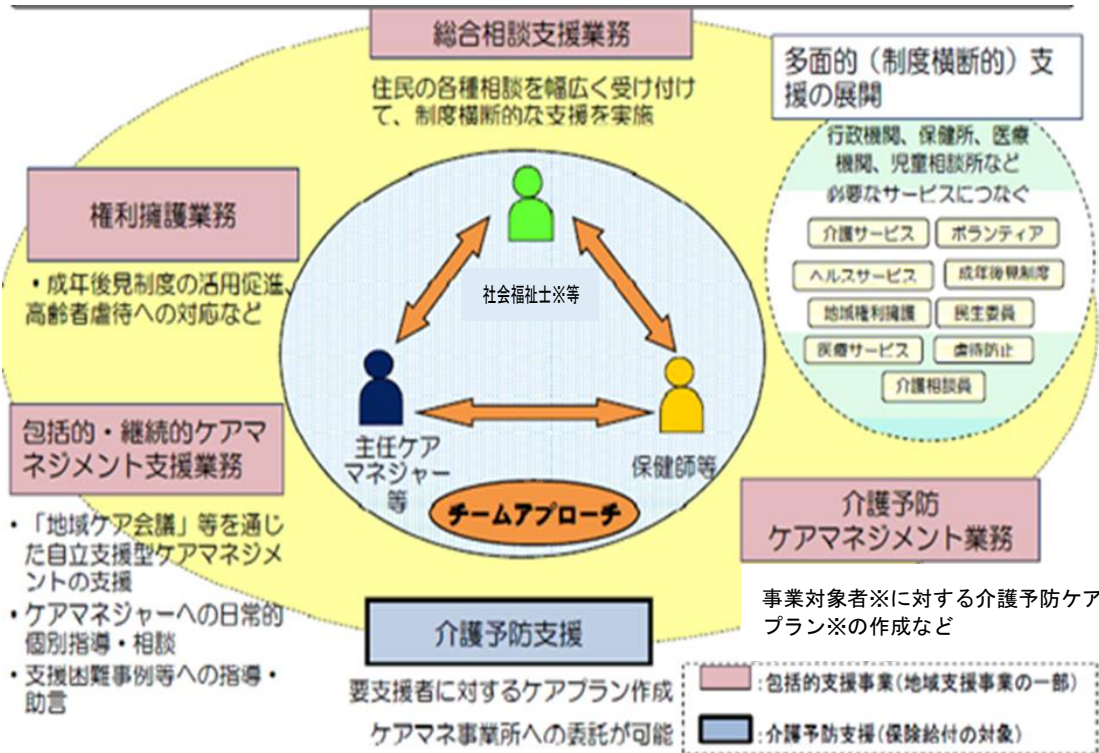 総合相談支援業務
住民の各種相談を幅広く受け付け
て、制度横断的な支援を実施
多面的（制度横断的）支
援の展開
行政機関、保健所、医療
機関、児童相談所など
必要なサービスにつなぐ
介護サービス
ボランティア
ヘルスサービス
成年後見制度
地域権利擁護
民生委員
医療サービス
虐待防止
介護相談員
権利擁護業務
・成年後見制度の活用促進、
高齢者虐待への対応など
社会福祉士※等
主任ケア
マネジャー
等
保健師等
チームアプローチ
包括的・継続的ケアマ
ネジメント支援業務
・「地域ケア会議」等を通じ
た自立支援型ケアマネジメ
ントの支援
・ケアマネジャーへの日常的
個別指導・相談
・支援困難事例等への指導・
助言
介護予防
ケアマネジメント業務
事業対象者※に対する介護予防ケア
プラン※の作成など
介護予防支援
要支援者に対するケアプラン作成
ケアマネ事業所への委託が可能
:包括的支援事業(地域支援事業の一部)
:介護予防支援(保険給付の対象)